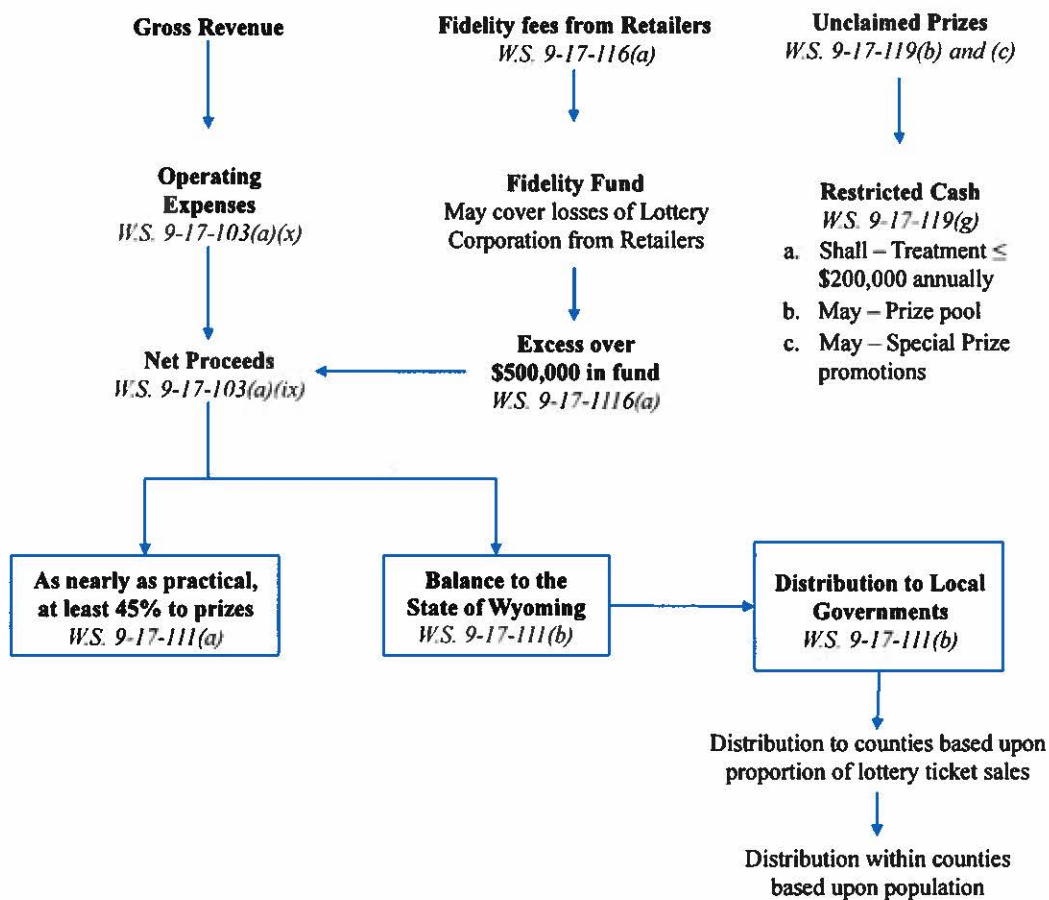 Gross Revenue
Fidelity fees from Retailers
W.S. 9-17-116(a)
Unclaimed Prizes
W.S. 9-17-119(b) and (c)
Operating
Expenses
W.S. 9-17-103(a)(x)
Fidelity Fund
May cover losses of Lottery
Corporation from Retailers
Restricted Cash
W.S. 9-17-119(g)
a. Shall – Treatment ≤
$200,000 annually
b. May – Prize pool
c. May – Special Prize
promotions
Net Proceeds
W.S. 9-17-103(a)(ix)
Excess over
$500,000 in fund
W.S. 9-17-1116(a)
As nearly as practical,
at least 45% to prizes
W.S. 9-17-111(a)
Balance to the
State of Wyoming
W.S. 9-17-111(b)
Distribution to Local
Governments
W.S. 9-17-111(b)
Distribution to counties based upon
proportion of lottery ticket sales
Distribution within counties
based upon population